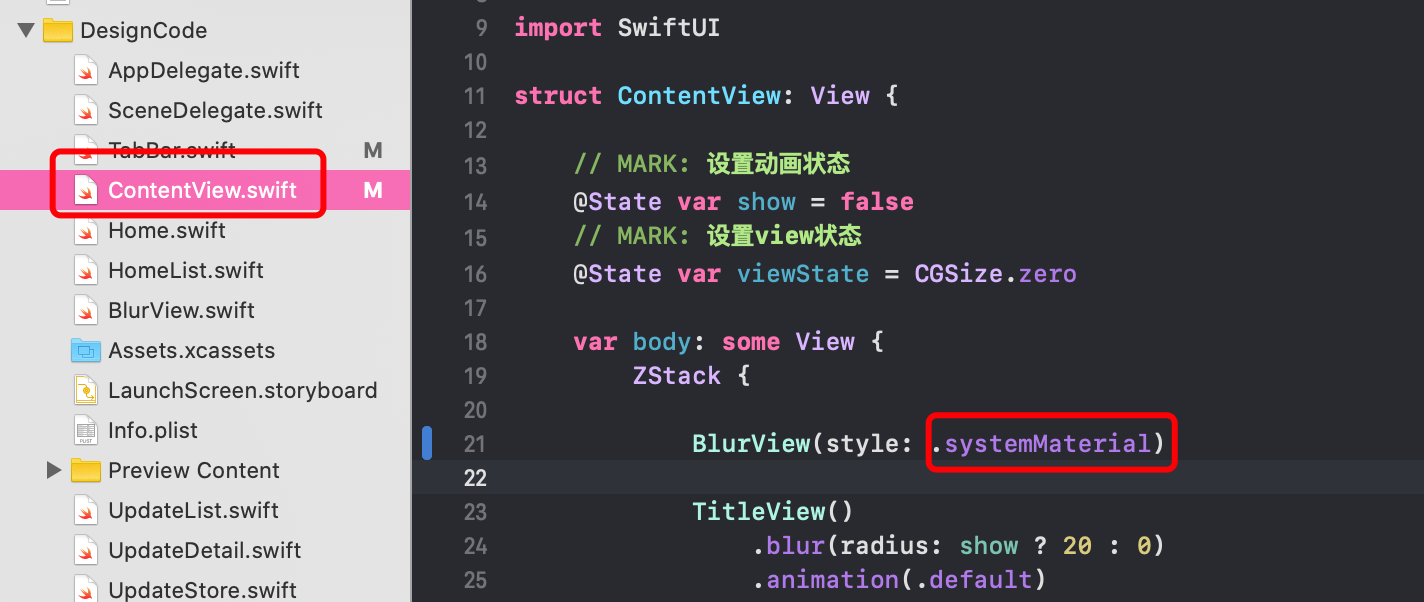 DesignCode
AppDelegate.swift
SceneDelegate.swift
TabBar.swift M
ContentView.swift M
Home.swift
HomeList.swift
BlurView.swift
Assets.xcassets
LaunchScreen.storyboard
Info.plist
Preview Content
UpdateList.swift
UpdateDetail.swift
UpdateStore.swift
9 import SwiftUI
10
11 struct ContentView: View {
12
13 // MARK: 设置动画状态
14 @State var show = false
15 // MARK: 设置view状态
16 @State var viewState = CGSize.zero
17
18 var body: some View {
19 ZStack {
20
21 BlurView(style: .systemMaterial)
22
23 TitleView()
24 .blur(radius: show ? 20 : 0)
25 .animation(.default)